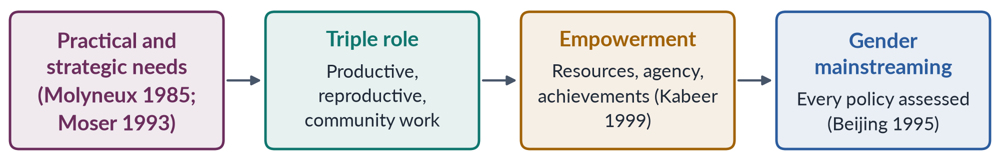 Practical and
strategic needs
(Molyneux 1985;
Moser 1993)
Triple role
Productive,
reproductive,
community work
Empowerment
Resources, agency,
achievements (Kabeer
1999)
Gender
mainstreaming
Every policy assessed
(Beijing 1995)